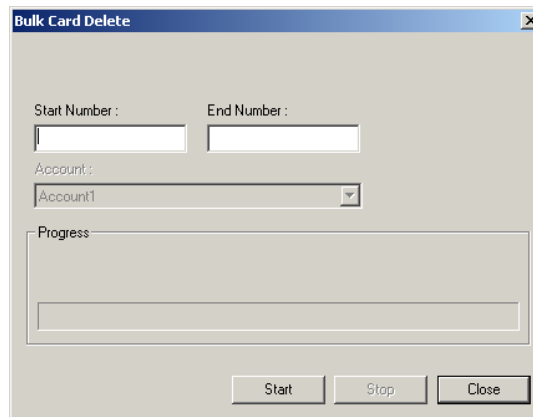 Bulk Card Delete
Start Number : End Number :
Account :
Account1
Progress
Start Stop Close